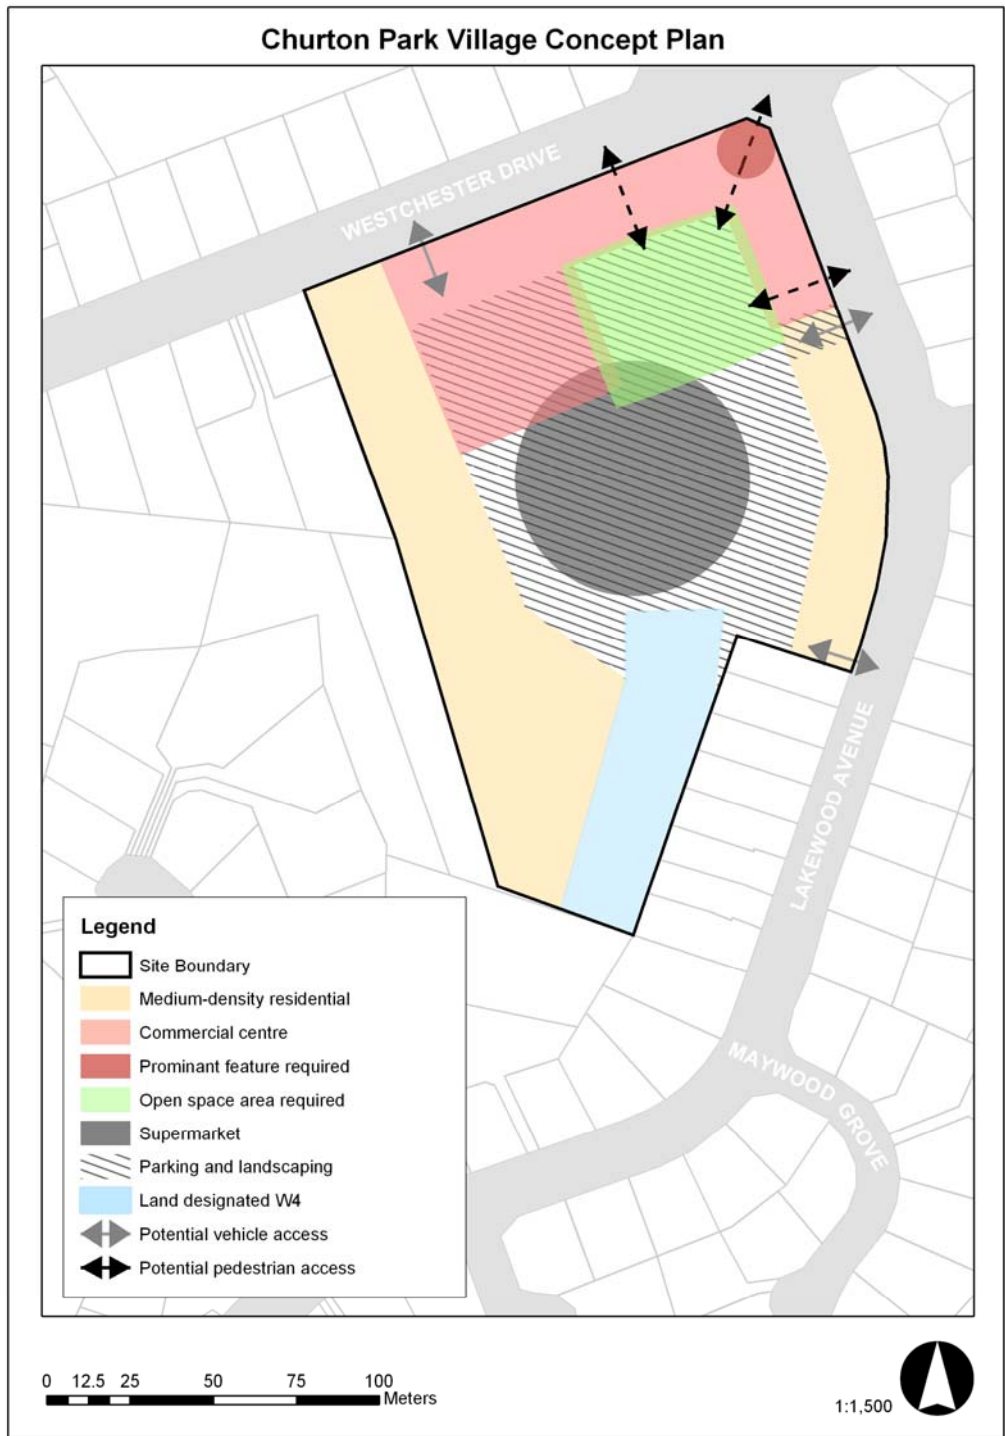 Churton Park Village Concept Plan
WESTCHESTER DRIVE
LAKEWOOD AVENUE
MAYWOOD GROVE
Legend
Site Boundary
Medium-density residential
Commercial centre
Prominant feature required
Open space area required
Supermarket
Parking and landscaping
Land designated W4
Potential vehicle access
Potential pedestrian access
0 12.5 25 50 75 100
Meters
1:1,500